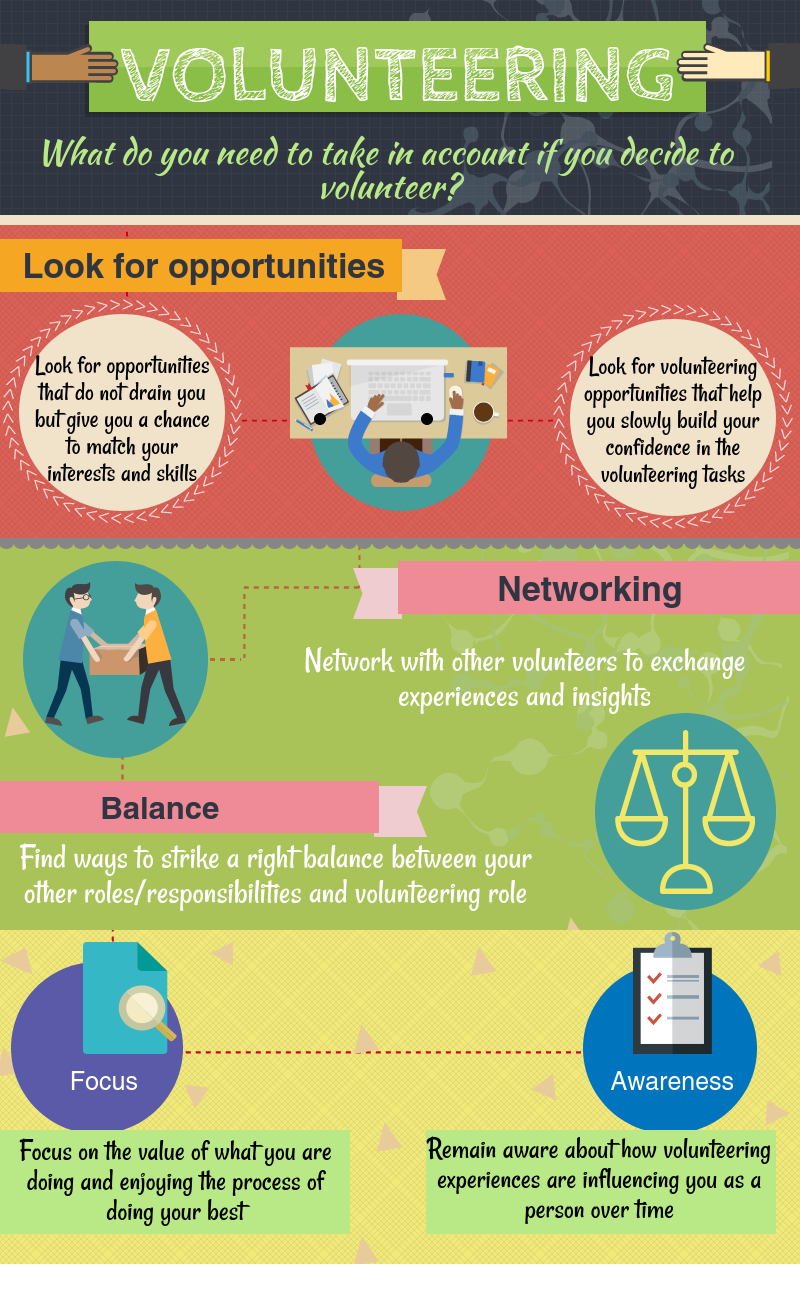 VOLUNTEERING
What do you need to take in account if you decide to
volunteer?
Look for opportunities
Look for opportunities
that do not drain you
but give you a chance
to match your
interests and skills
Look for volunteering
opportunities that help
you slowly build your
confidence in the
volunteering tasks
Networking
Network with other volunteers to exchange
experiences and insights
Balance
Find ways to strike a right balance between your
other roles/responsibilities and volunteering role
Focus
Focus on the value of what you are
doing and enjoying the process of
doing your best
Awareness
Remain aware about how volunteering
experiences are influencing you as a
person over time